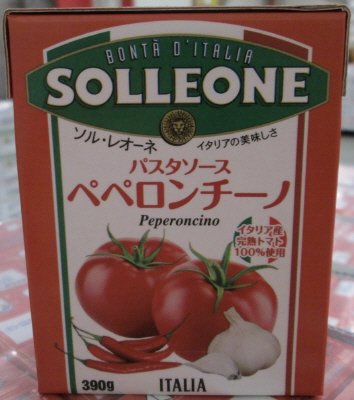 BONTÀ D'ITALIA
SOLLEONE
ソル・レオーネ
イタリアの美味しさ
パスタソース
ペペロンチーノ
Peperoncino
イタリア産
完熟トマト
100%使用
390g
ITALIA